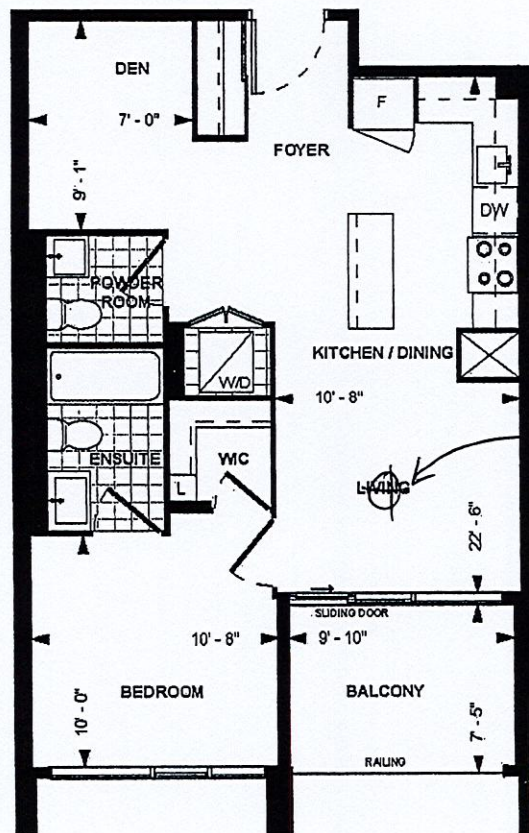 DEN
7' - 0"
F
FOYER
9' - 1"
DW
POWDER
ROOM
KITCHEN / DINING
W/D
10' - 8"
ENSUITE
WIC
L
LIVING
22' - 6"
SLIDING DOOR
10' - 8"
9' - 10"
BEDROOM
BALCONY
10' - 0"
7' - 5"
RAILING